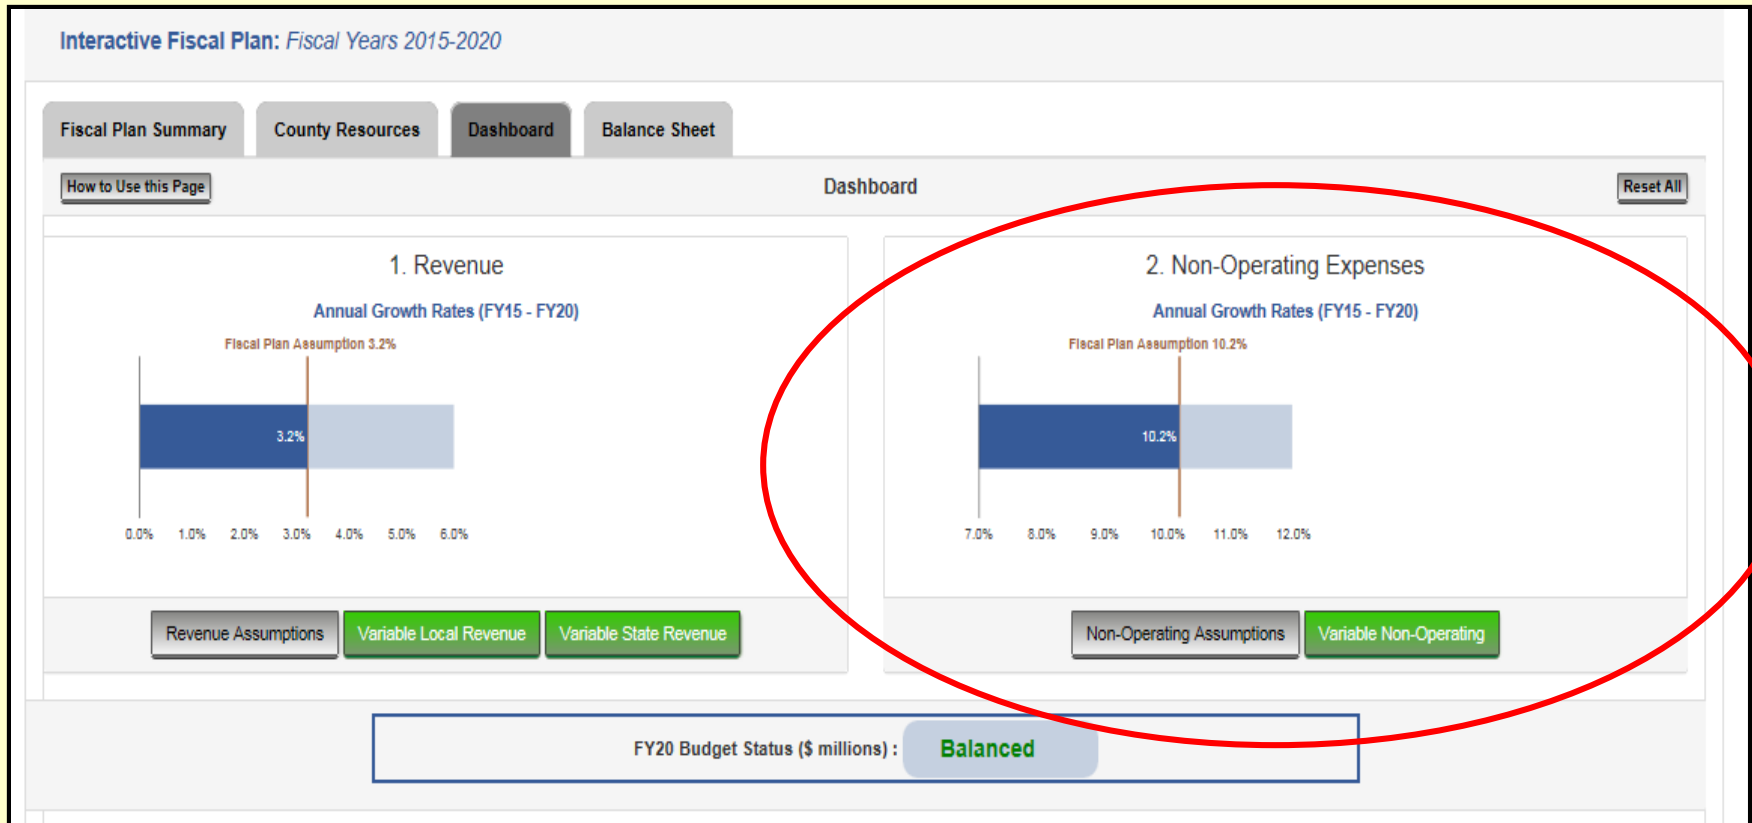 Interactive Fiscal Plan: Fiscal Years 2015-2020
Fiscal Plan Summary County Resources Dashboard Balance Sheet
How to Use this Page Dashboard Reset All
1. Revenue
Annual Growth Rates (FY15 - FY20)
Fiscal Plan Assumption 3.2%
3.2%
0.0% 1.0% 2.0% 3.0% 4.0% 5.0% 6.0%
Revenue Assumptions Variable Local Revenue Variable State Revenue
2. Non-Operating Expenses
Annual Growth Rates (FY15 - FY20)
Fiscal Plan Assumption 10.2%
10.2%
7.0% 8.0% 9.0% 10.0% 11.0% 12.0%
Non-Operating Assumptions Variable Non-Operating
FY20 Budget Status ($ millions) : Balanced